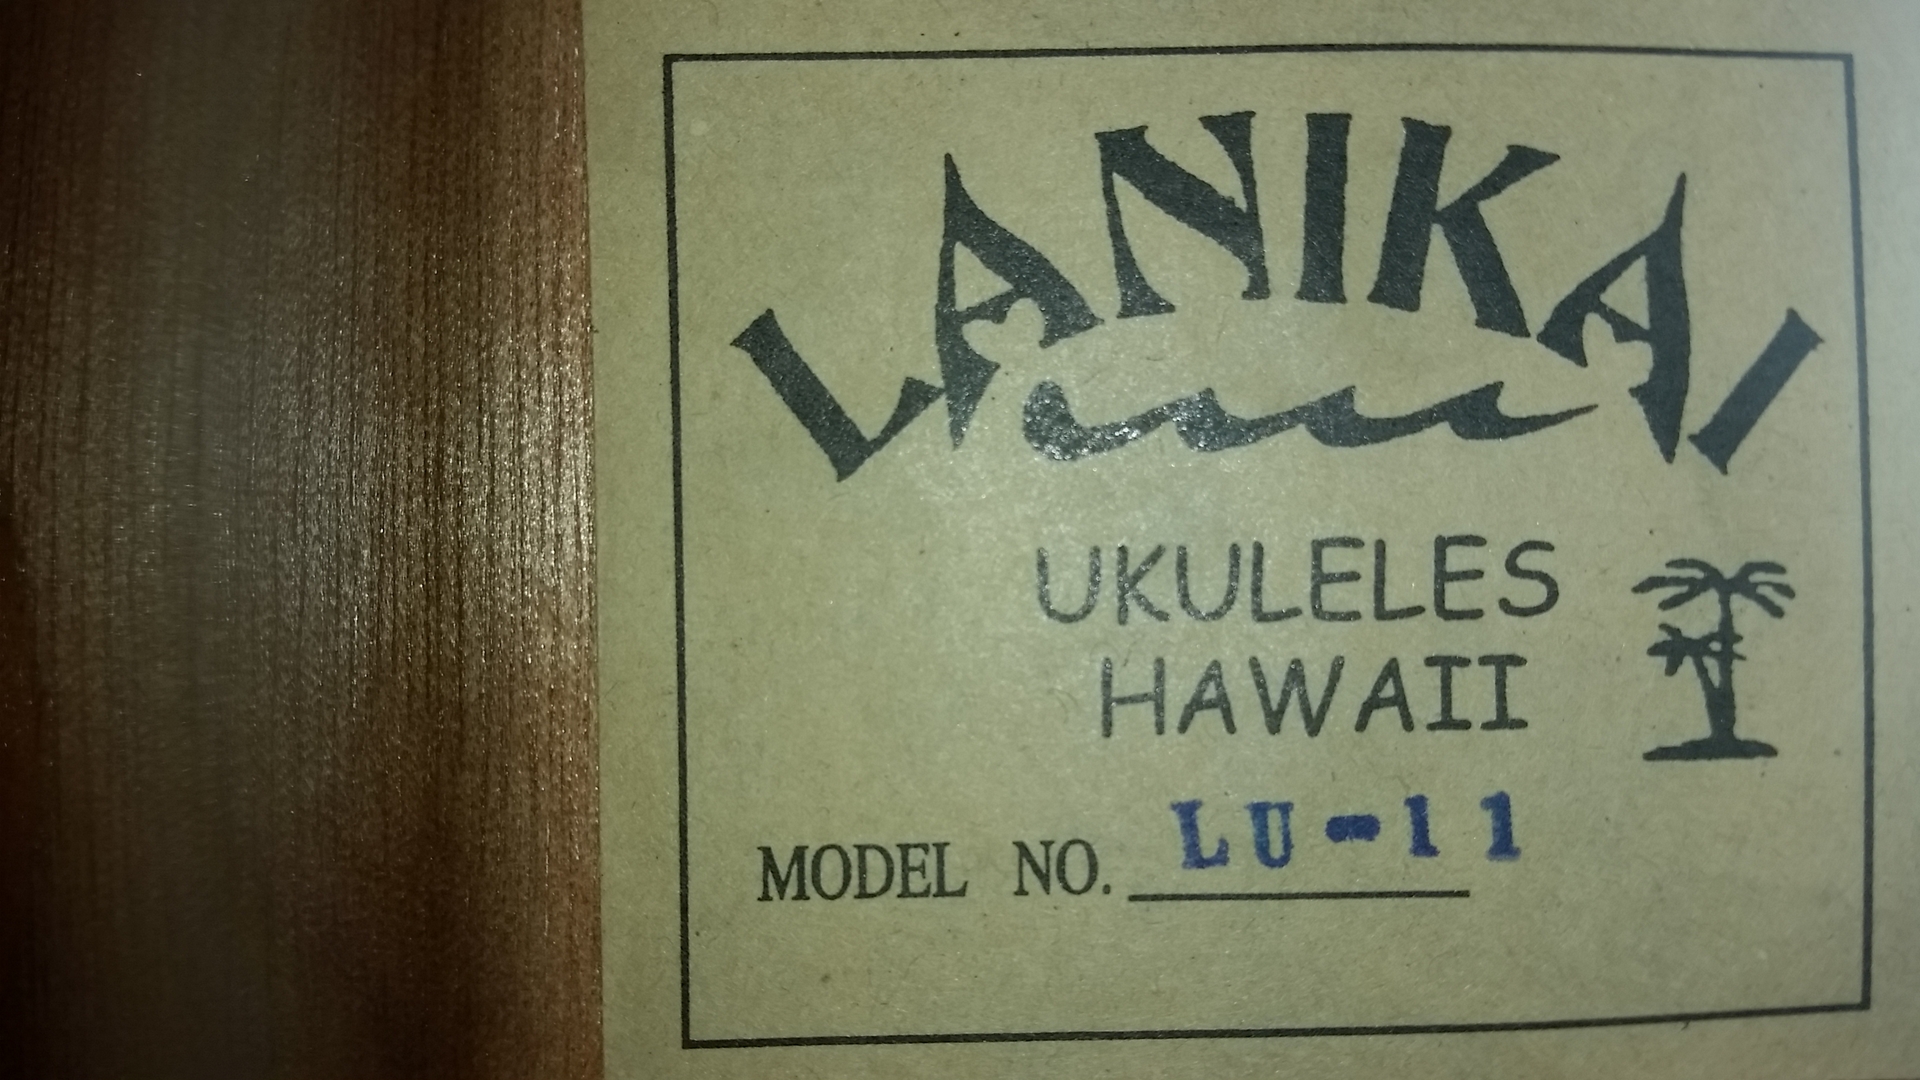 LANIKAI
UKULELES
HAWAII
MODEL NO. LU-11